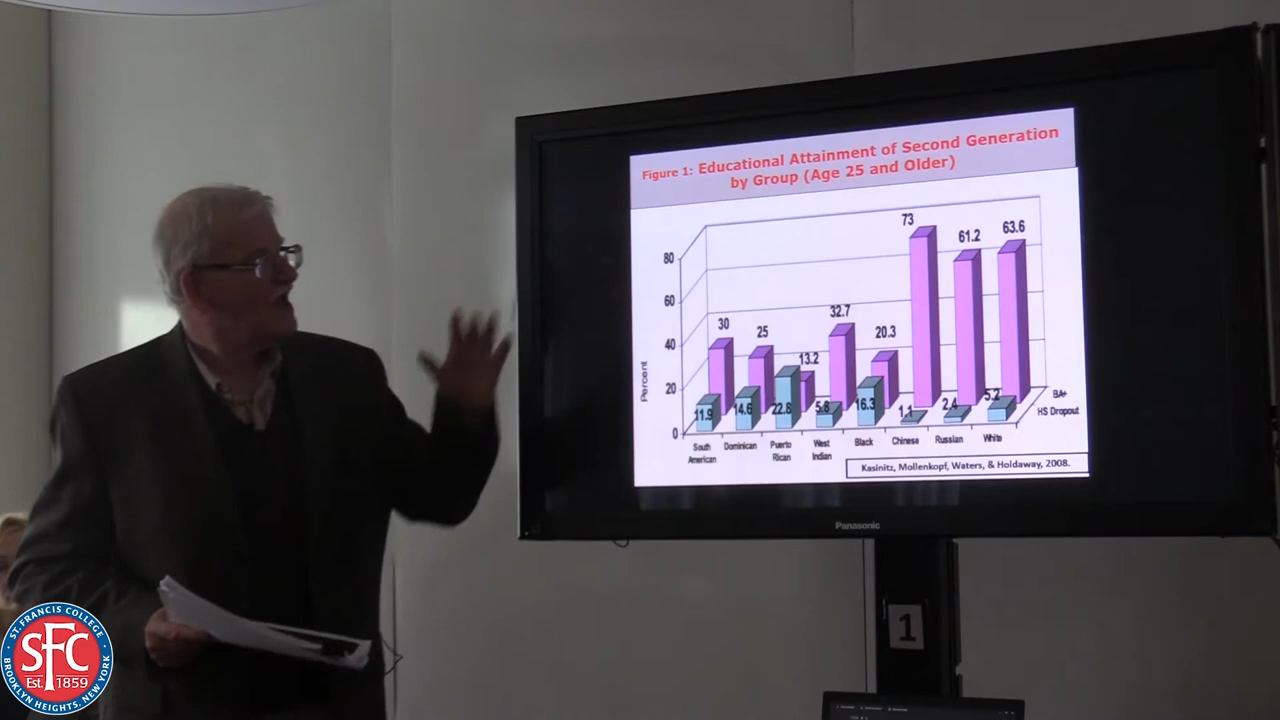 Figure 1: Educational Attainment of Second Generation
by Group (Age 25 and Older)
73
61.2
63.6
80
60
32.7
30
25
20.3
40
13.2
Percent
20
5.2
BA+
11.9
14.6
22.8
5.8
16.3
1.1
2.4
HS Dropout
0
South American
Dominican
Puerto Rican
West Indian
Black
Chinese
Russian
White
Kasinitz, Mollenkopf, Waters, & Holdaway, 2008.
Panasonic
1
ST. FRANCIS COLLEGE
SFC
Est. 1859
BROOKLYN HEIGHTS, NEW YORK